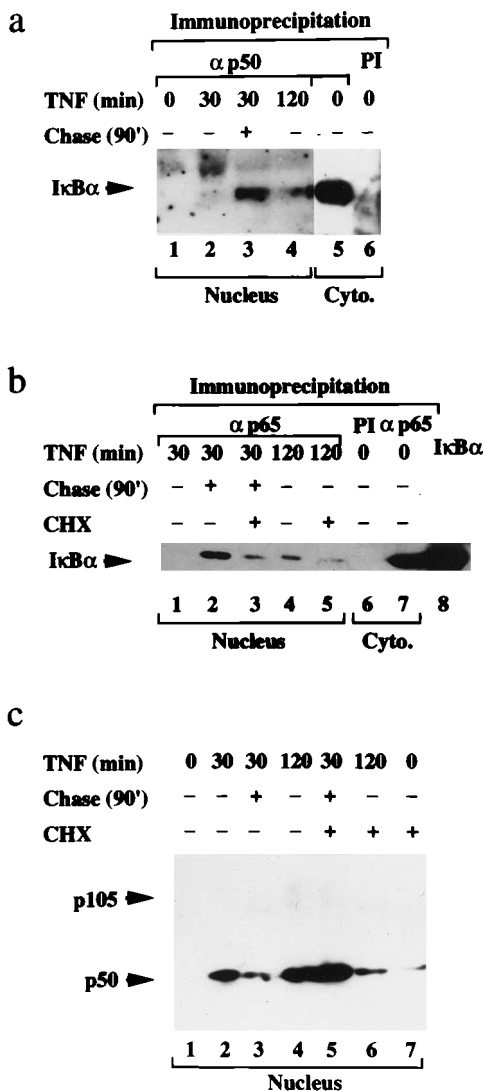 a
Immunoprecipitation
α p50 PI
TNF (min) 0 30 30 120 0 0
Chase (90') – – + – – –
IκBα
1 2 3 4 5 6
Nucleus Cyto.
b
Immunoprecipitation
α p65 PI α p65
IκBα
TNF (min) 30 30 30 120 120 0 0
Chase (90') – + + – – – –
CHX – – + – + – –
IκBα
1 2 3 4 5 6 7 8
Nucleus Cyto.
c
TNF (min) 0 30 30 120 30 120 0
Chase (90') – – + – + – –
CHX – – – – + + +
p105
p50
1 2 3 4 5 6 7
Nucleus